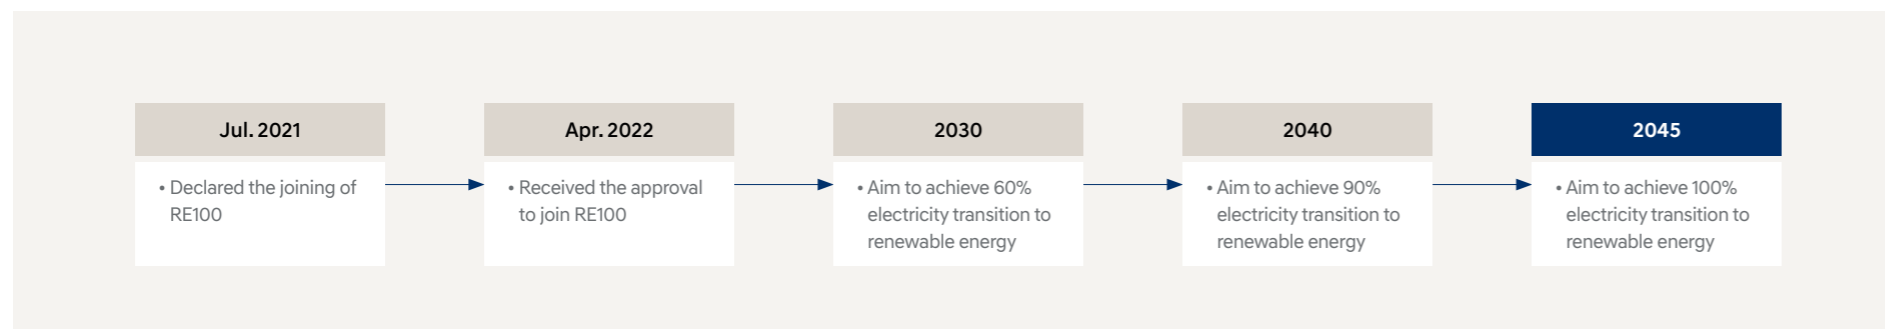 Jul. 2021
• Declared the joining of
RE100
Apr. 2022
• Received the approval
to join RE100
2030
• Aim to achieve 60%
electricity transition to
renewable energy
2040
• Aim to achieve 90%
electricity transition to
renewable energy
2045
• Aim to achieve 100%
electricity transition to
renewable energy